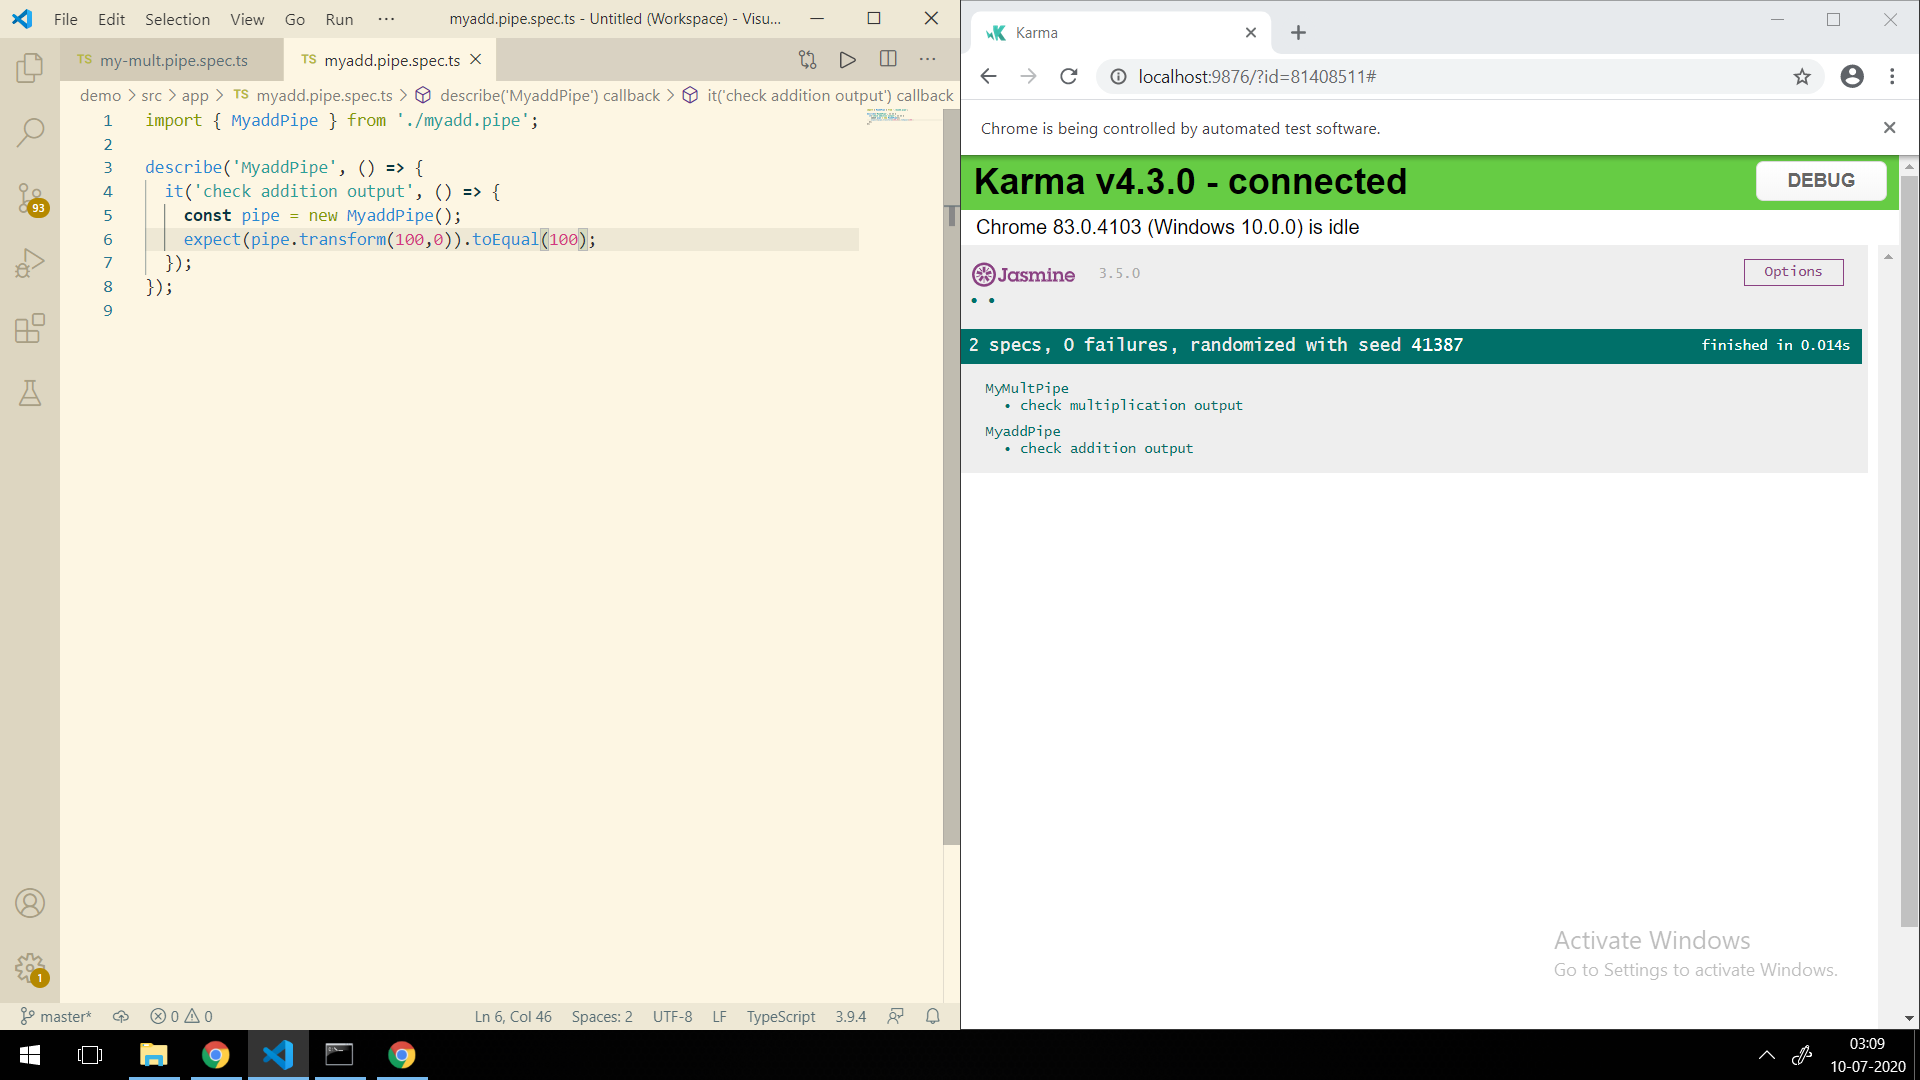 File Edit Selection View Go Run ···
myadd.pipe.spec.ts - Untitled (Workspace) - Visu...
TS my-mult.pipe.spec.ts
TS myadd.pipe.spec.ts
demo > src > app > TS myadd.pipe.spec.ts > describe('MyaddPipe') callback > it('check addition output') callback
1 import { MyaddPipe } from './myadd.pipe';
2
3 describe('MyaddPipe', () => {
4 it('check addition output', () => {
5 const pipe = new MyaddPipe();
6 expect(pipe.transform(100,0)).toEqual(100);
7 });
8 });
9
93
1
master*
0 0
Ln 6, Col 46 Spaces: 2 UTF-8 LF TypeScript 3.9.4
Karma
localhost:9876/?id=81408511#
Chrome is being controlled by automated test software.
Karma v4.3.0 - connected
DEBUG
Chrome 83.0.4103 (Windows 10.0.0) is idle
Jasmine 3.5.0
Options
• •
2 specs, 0 failures, randomized with seed 41387
finished in 0.014s
MyMultPipe
• check multiplication output
MyaddPipe
• check addition output
Activate Windows
Go to Settings to activate Windows.
03:09
10-07-2020